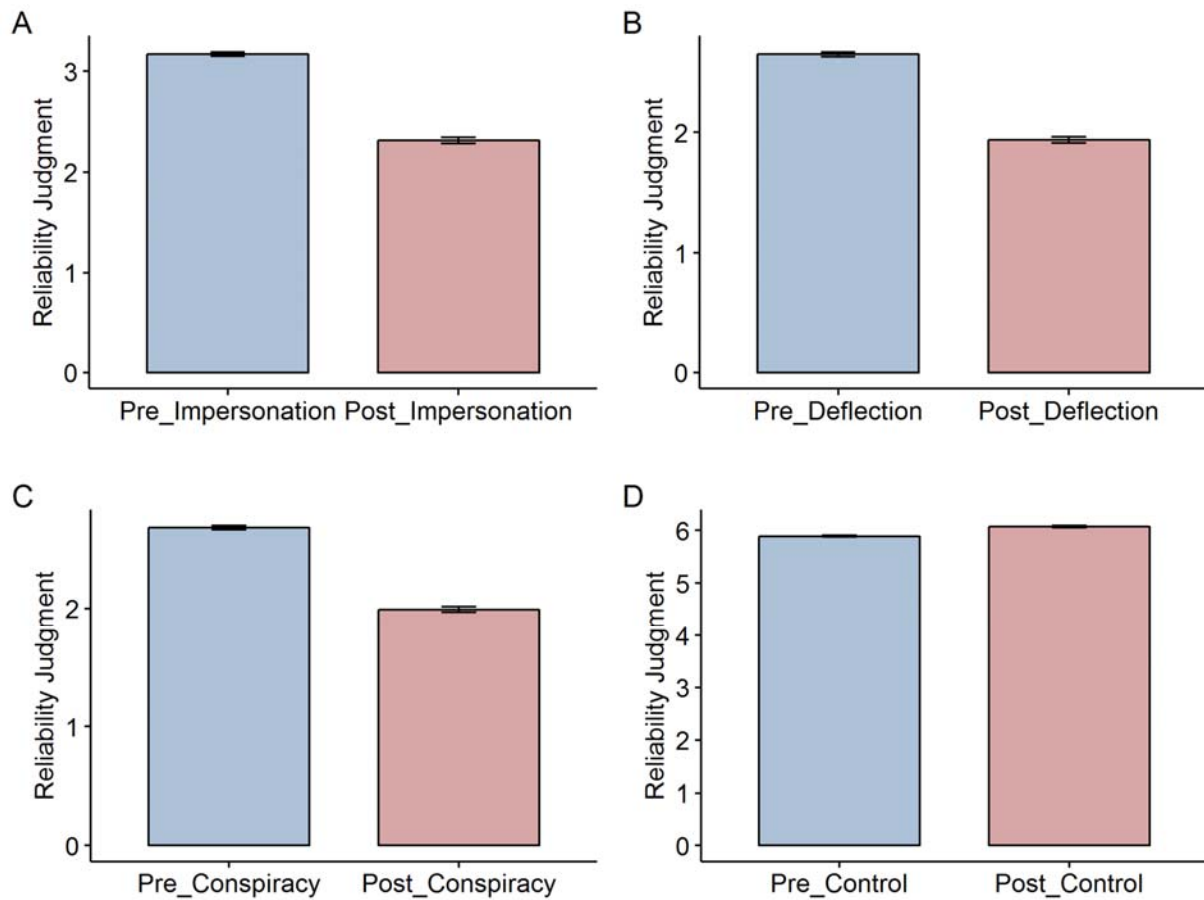 A
Reliability Judgment
3
2
1
0
Pre_Impersonation Post_Impersonation
B
Reliability Judgment
2
1
0
Pre_Deflection Post_Deflection
C
Reliability Judgment
2
1
0
Pre_Conspiracy Post_Conspiracy
D
Reliability Judgment
6
5
4
3
2
1
0
Pre_Control Post_Control